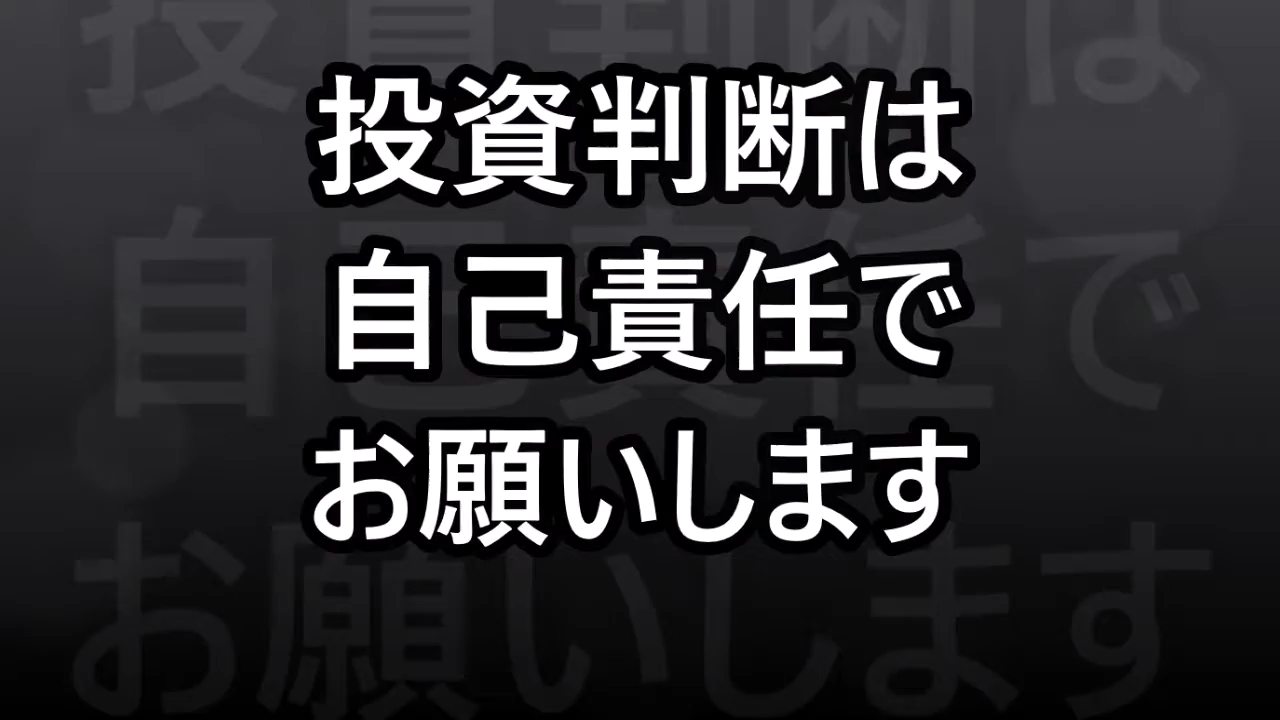 投資判断は
自己責任で
お願いします